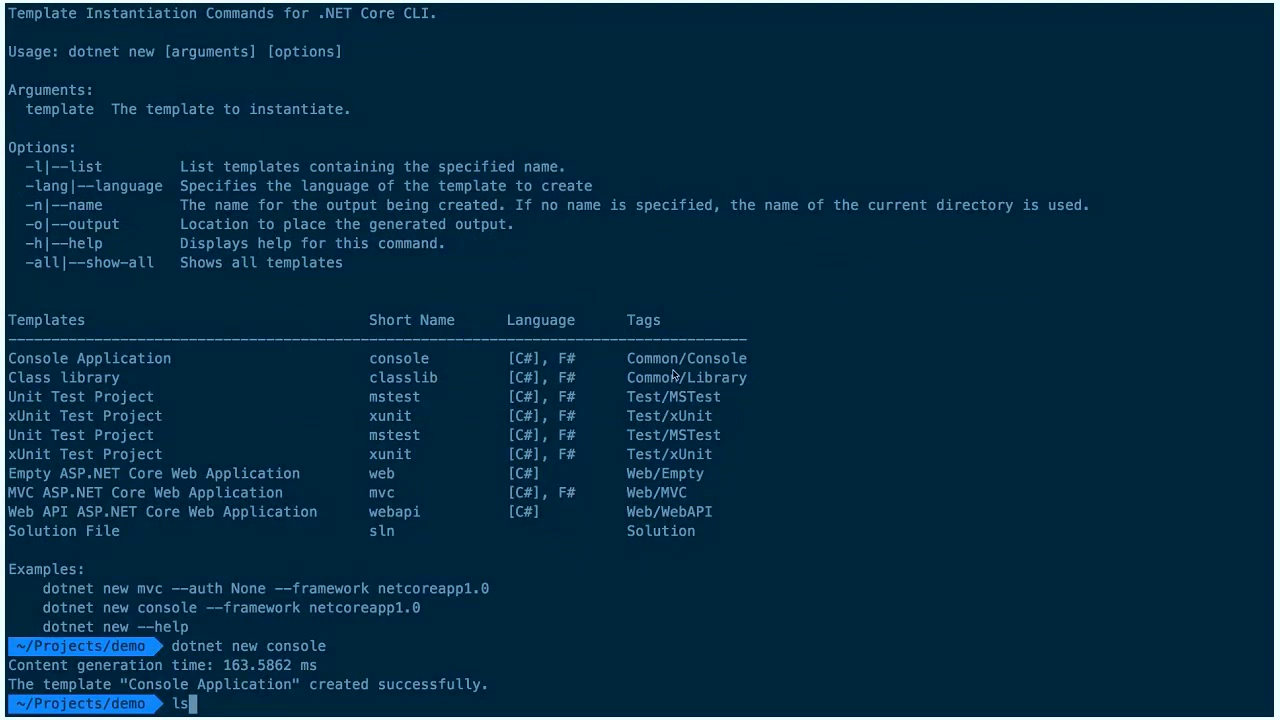 Template Instantiation Commands for .NET Core CLI.
Usage: dotnet new [arguments] [options]
Arguments:
  template  The template to instantiate.
Options:
  -l|--list         List templates containing the specified name.
  -lang|--language  Specifies the language of the template to create
  -n|--name         The name for the output being created. If no name is specified, the name of the current directory is used.
  -o|--output       Location to place the generated output.
  -h|--help         Displays help for this command.
  -all|--show-all   Shows all templates
Templates                                 Short Name      Language      Tags
--------------------------------------------------------------------------------------
Console Application                       console         [C#], F#      Common/Console
Class library                             classlib        [C#], F#      Common/Library
Unit Test Project                         mstest          [C#], F#      Test/MSTest
xUnit Test Project                        xunit           [C#], F#      Test/xUnit
Unit Test Project                         mstest          [C#], F#      Test/MSTest
xUnit Test Project                        xunit           [C#], F#      Test/xUnit
Empty ASP.NET Core Web Application        web             [C#]          Web/Empty
MVC ASP.NET Core Web Application          mvc             [C#], F#      Web/MVC
Web API ASP.NET Core Web Application      webapi          [C#]          Web/WebAPI
Solution File                             sln                           Solution
Examples:
    dotnet new mvc --auth None --framework netcoreapp1.0
    dotnet new console --framework netcoreapp1.0
    dotnet new --help
~/Projects/demo dotnet new console
Content generation time: 163.5862 ms
The template "Console Application" created successfully.
~/Projects/demo ls